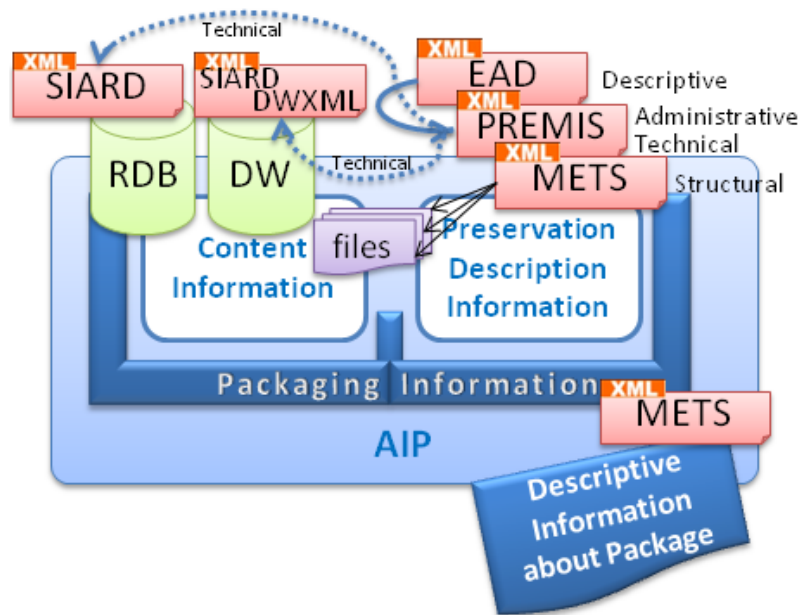 Technical
XML
SIARD
XML
SIARD
DWXML
XML
EAD
Descriptive
XML
PREMIS
Administrative
Technical
Technical
XML
METS
Structural
RDB
DW
files
Content
Information
Preservation
Description
Information
Packaging Information
XML
METS
AIP
Descriptive
Information
about Package